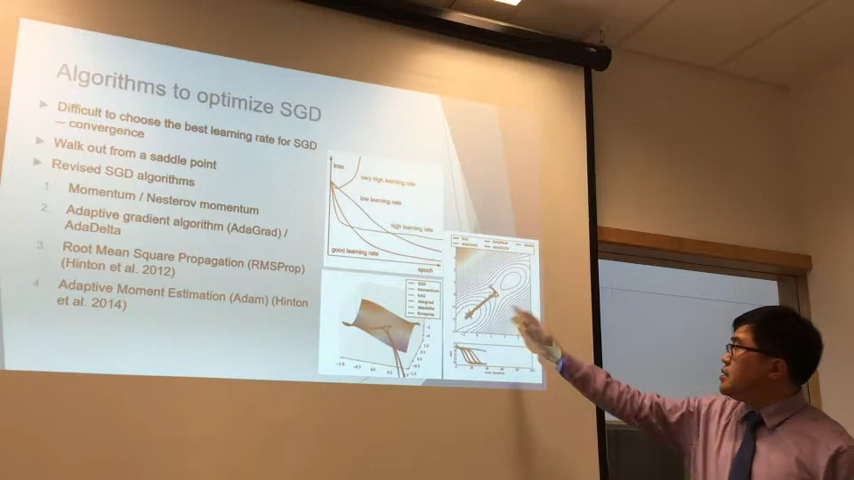 Algorithms to optimize SGD
Difficult to choose the best learning rate for SGD
– convergence
Walk out from a saddle point
Revised SGD algorithms
1 Momentum / Nesterov momentum
2 Adaptive gradient algorithm (AdaGrad) /
AdaDelta
3 Root Mean Square Propagation (RMSProp)
(Hinton et al. 2012)
4 Adaptive Moment Estimation (Adam) (Hinton
et al. 2014)
loss
very high learning rate
low learning rate
high learning rate
good learning rate
epoch